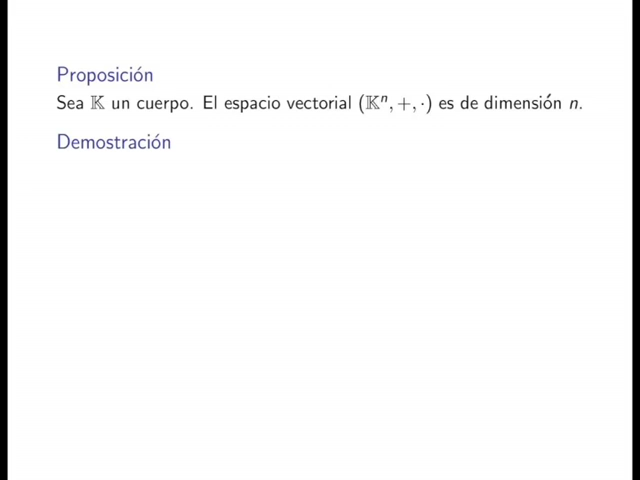 Proposición
Sea 𝕂 un cuerpo. El espacio vectorial (𝕂ⁿ, +, ·) es de dimensión n.
Demostración